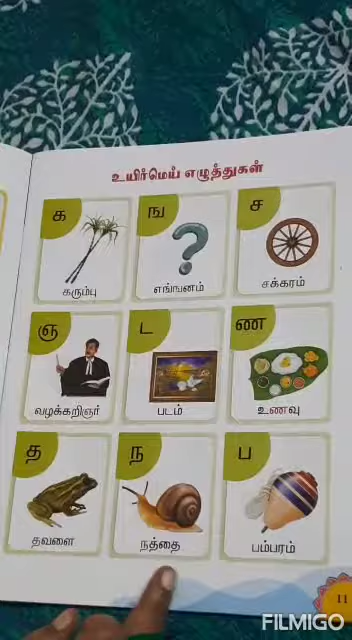 உயிர்மெய் எழுத்துகள்
க
ங
ச
கரும்பு
எங்ஙனம்
சக்கரம்
ஞ
ட
ண
வழக்கறிஞர்
படம்
உணவு
த
ந
ப
தவளை
நத்தை
பம்பரம்
11
FILMIGO